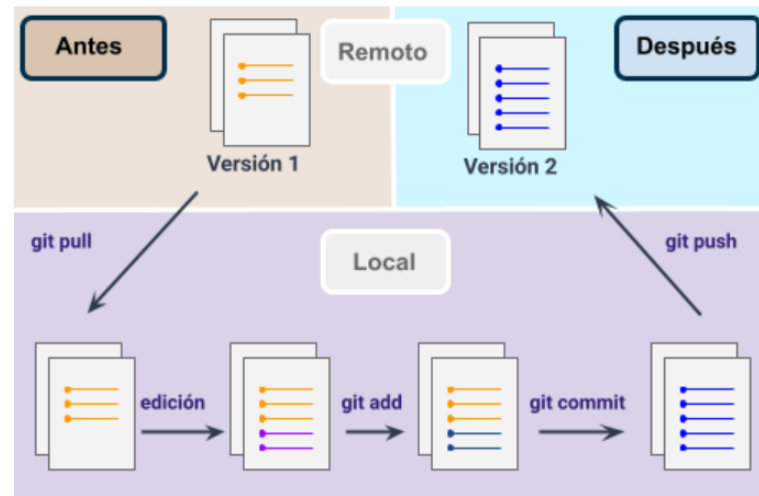 Antes
Remoto
Después
Versión 1
Versión 2
git pull
git push
Local
edición
git add
git commit